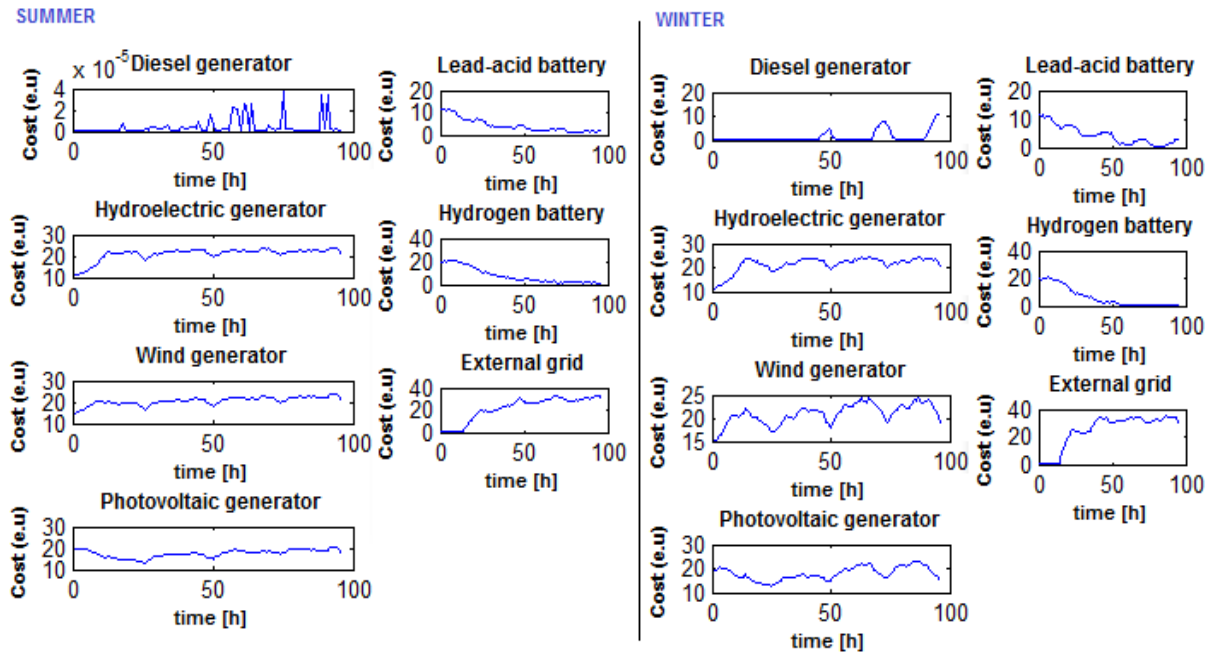 SUMMER
x 10^-5
Diesel generator
Cost (e.u)
4
2
0
0
50
100
time [h]
Lead-acid battery
Cost (e.u)
20
10
0
0
50
100
time [h]
Hydroelectric generator
Cost (e.u)
30
20
10
0
50
100
time [h]
Hydrogen battery
Cost (e.u)
40
20
0
0
50
100
time [h]
Wind generator
Cost (e.u)
30
20
10
0
50
100
time [h]
External grid
Cost (e.u)
40
20
0
0
50
100
time [h]
Photovoltaic generator
Cost (e.u)
30
20
10
0
50
100
time [h]
WINTER
Diesel generator
Cost (e.u)
20
10
0
0
50
100
time [h]
Lead-acid battery
Cost (e.u)
20
10
0
0
50
100
time [h]
Hydroelectric generator
Cost (e.u)
30
20
10
0
50
100
time [h]
Hydrogen battery
Cost (e.u)
40
20
0
0
50
100
time [h]
Wind generator
Cost (e.u)
25
20
15
0
50
100
time [h]
External grid
Cost (e.u)
40
20
0
0
50
100
time [h]
Photovoltaic generator
Cost (e.u)
30
20
10
0
50
100
time [h]